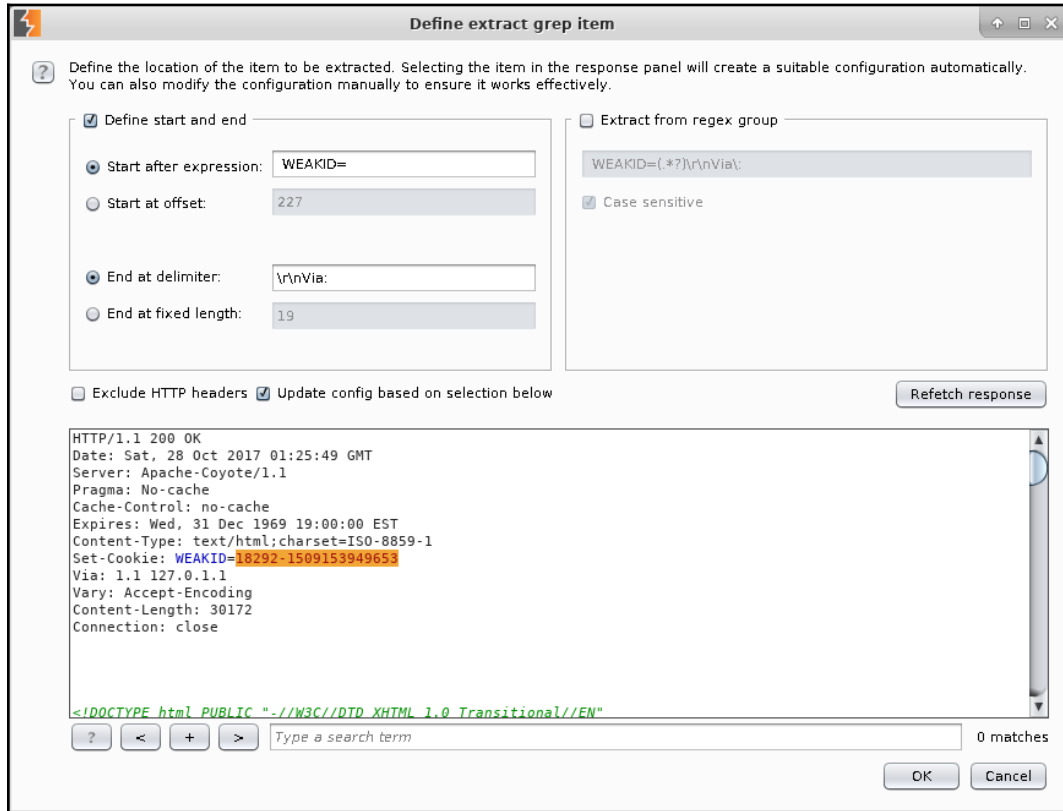 Define extract grep item
? Define the location of the item to be extracted. Selecting the item in the response panel will create a suitable configuration automatically.
You can also modify the configuration manually to ensure it works effectively.
Define start and end
Start after expression: WEAKID=
Start at offset: 227
End at delimiter: \r\nVia:
End at fixed length: 19
Extract from regex group
WEAKID=(.*?)\r\nVia\:
Case sensitive
Exclude HTTP headers Update config based on selection below Refetch response
HTTP/1.1 200 OK
Date: Sat, 28 Oct 2017 01:25:49 GMT
Server: Apache-Coyote/1.1
Pragma: No-cache
Cache-Control: no-cache
Expires: Wed, 31 Dec 1969 19:00:00 EST
Content-Type: text/html;charset=ISO-8859-1
Set-Cookie: WEAKID=18292-1509153949653
Via: 1.1 127.0.1.1
Vary: Accept-Encoding
Content-Length: 30172
Connection: close
<!DOCTYPE html PUBLIC "-//W3C//DTD XHTML 1.0 Transitional//EN"
? < + > Type a search term 0 matches
OK Cancel